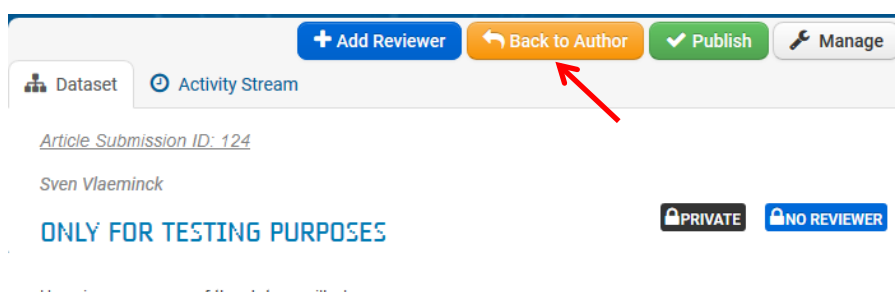 Add Reviewer Back to Author Publish Manage
Dataset Activity Stream
Article Submission ID: 124
Sven Vlaeminck
PRIVATE NO REVIEWER
ONLY FOR TESTING PURPOSES